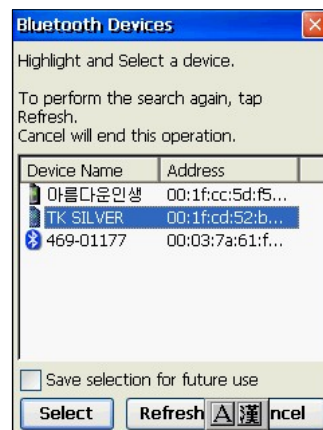 Bluetooth Devices
Highlight and Select a device.
To perform the search again, tap
Refresh.
Cancel will end this operation.
Device Name Address
아름다운인생 00:1f:cc:5d:f5...
TK SILVER 00:1f:cd:52:b...
469-01177 00:03:7a:61:f...
Save selection for future use
Select Refresh A 漢 ncel